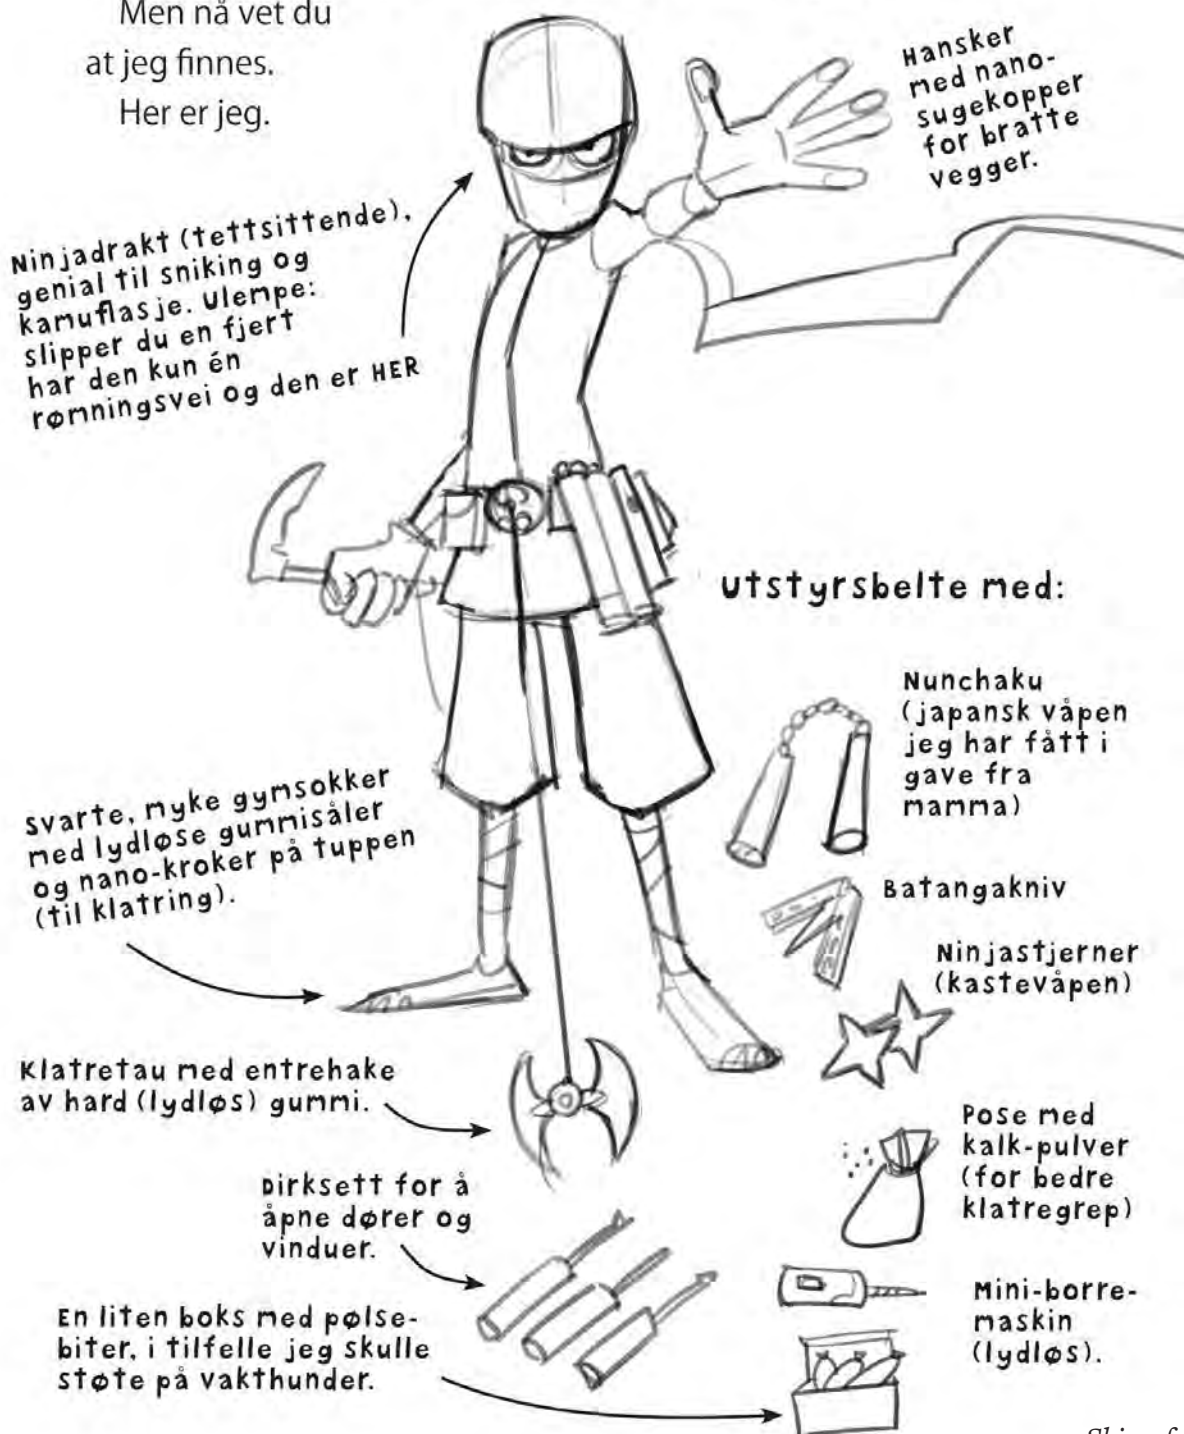 Men nå vet du
at jeg finnes.
Her er jeg.
Hansker
med nano-
sugekopper
for bratte
vegger.
Ninjadrakt (tettsittende),
genial til sniking og
kamuflasje. Ulempe:
slipper du en fjert
har den kun én
rømningsvei og den er HER
Utstyrsbelte med:
Nunchaku
(japansk våpen
jeg har fått i
gave fra
mamma)
Svarte, myke gymsokker
med lydløse gummisåler
og nano-kroker på tuppen
(til klatring).
Batangakniv
Ninjastjerner
(kastevåpen)
Klatretau med entrehake
av hard (lydløs) gummi.
Pose med
kalk-pulver
(for bedre
klatregrep)
Dirksett for å
åpne dører og
vinduer.
Mini-borre-
maskin
(lydløs).
En liten boks med pølse-
biter, i tilfelle jeg skulle
støte på vakthunder.